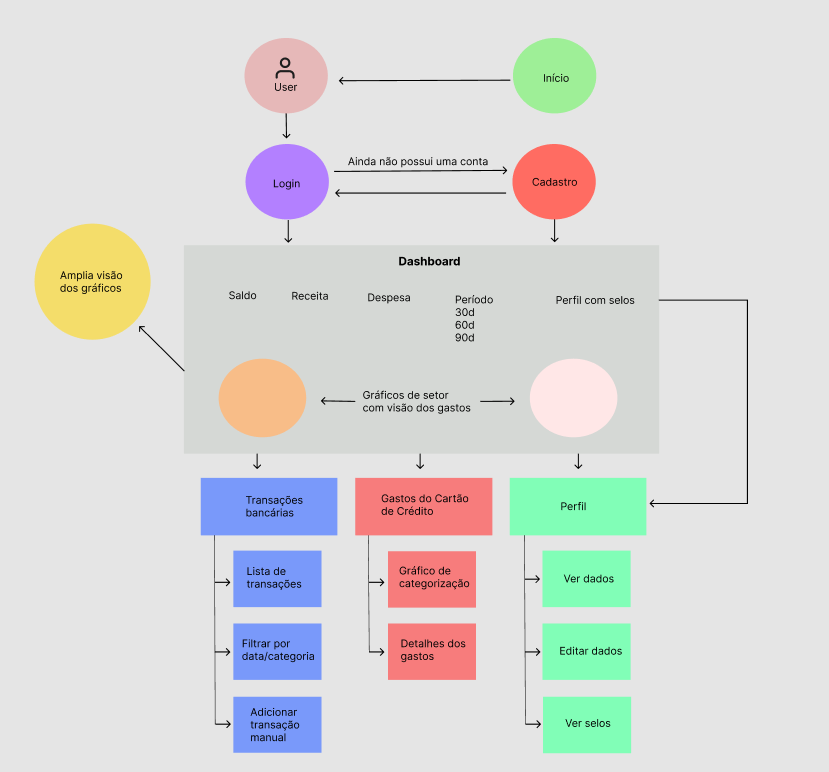 User
Início
Login
Ainda não possui uma conta
Cadastro
Amplia visão
dos gráficos
Dashboard
Saldo
Receita
Despesa
Período
30d
60d
90d
Perfil com selos
Gráficos de setor
com visão dos gastos
Transações
bancárias
Gastos do Cartão
de Crédito
Perfil
Lista de
transações
Gráfico de
categorização
Ver dados
Filtrar por
data/categoria
Detalhes dos
gastos
Editar dados
Adicionar
transação
manual
Ver selos